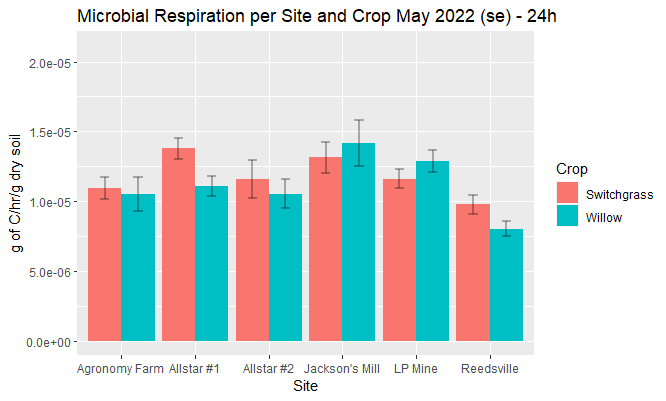 Microbial Respiration per Site and Crop May 2022 (se) - 24h
g of C/hr/g dry soil
2.0e-05
1.5e-05
1.0e-05
5.0e-06
0.0e+00
Agronomy Farm Allstar #1 Allstar #2 Jackson's Mill LP Mine Reedsville
Site
Crop
Switchgrass
Willow